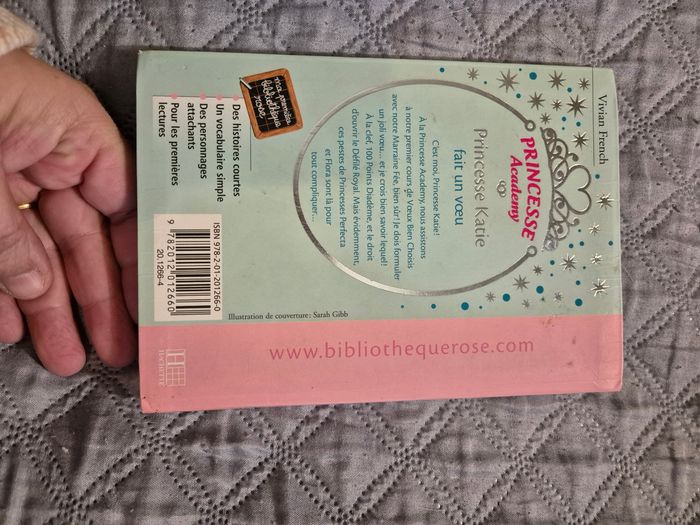 Vivian French
PRINCESSE
Academy
Princesse Katie
fait un vœu
C'est moi, Princesse Katie!
À la Princesse Academy, nous assistons
à notre premier cours de Vœux Bien Choisis
avec notre Marraine Fée, bien sûr! Je dois formuler
un joli vœu... et je crois bien savoir lequel!
À la clef, 100 Points Diadème, et le droit
d'ouvrir le Défilé Royal. Mais évidemment,
ces pestes de Princesses Perfecta
et Flora sont là pour
tout compliquer...
ma première
bibliothèque
rose
Des histoires courtes
Un vocabulaire simple
Des personnages
attachants
Pour les premières
lectures
ISBN 978-2-01-201266-0
9 782012 012660
20.1266-4
Illustration de couverture : Sarah Gibb
www.bibliothequerose.com
H
HACHETTE